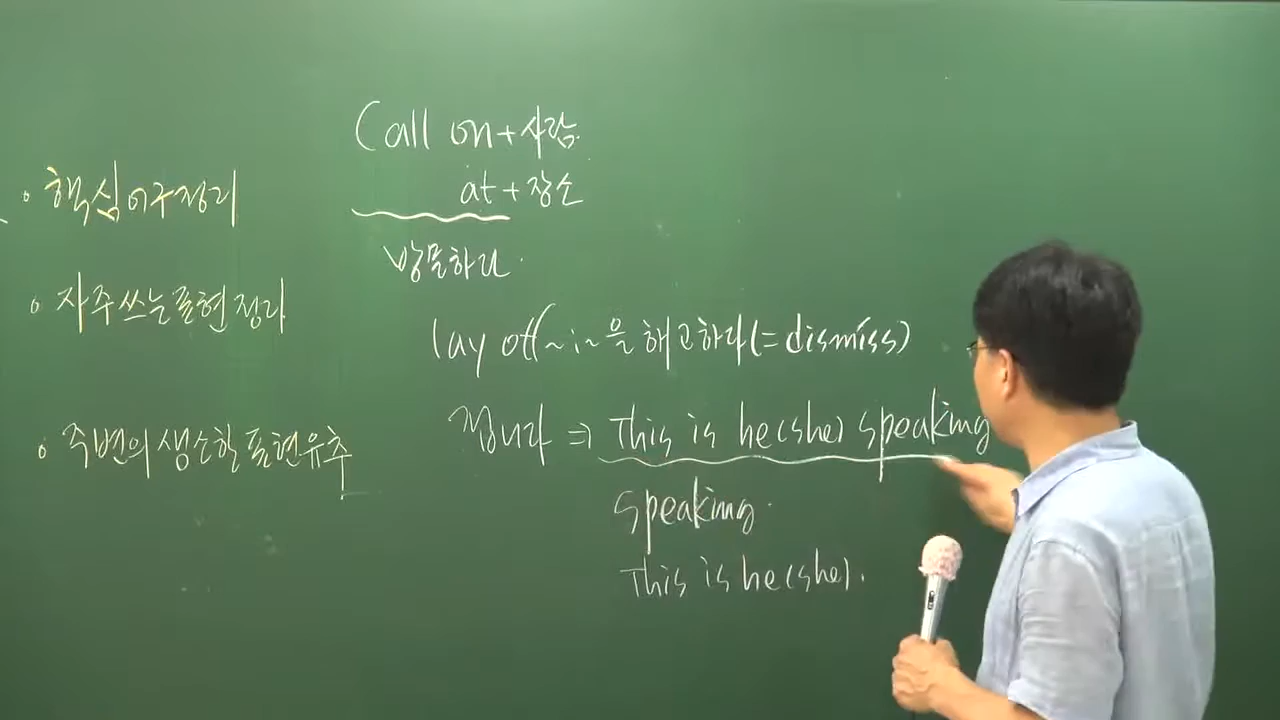 · 핵심어구정리
· 자주쓰는표현정리
· 주변의 생소한 표현유추
Call on + 사람.
at + 장소
방문하다.
lay off ~ i ~ 을 해고하다 (= dismiss)
접니다 ⇒ This is he(she) speaking
speaking.
This is he(she).